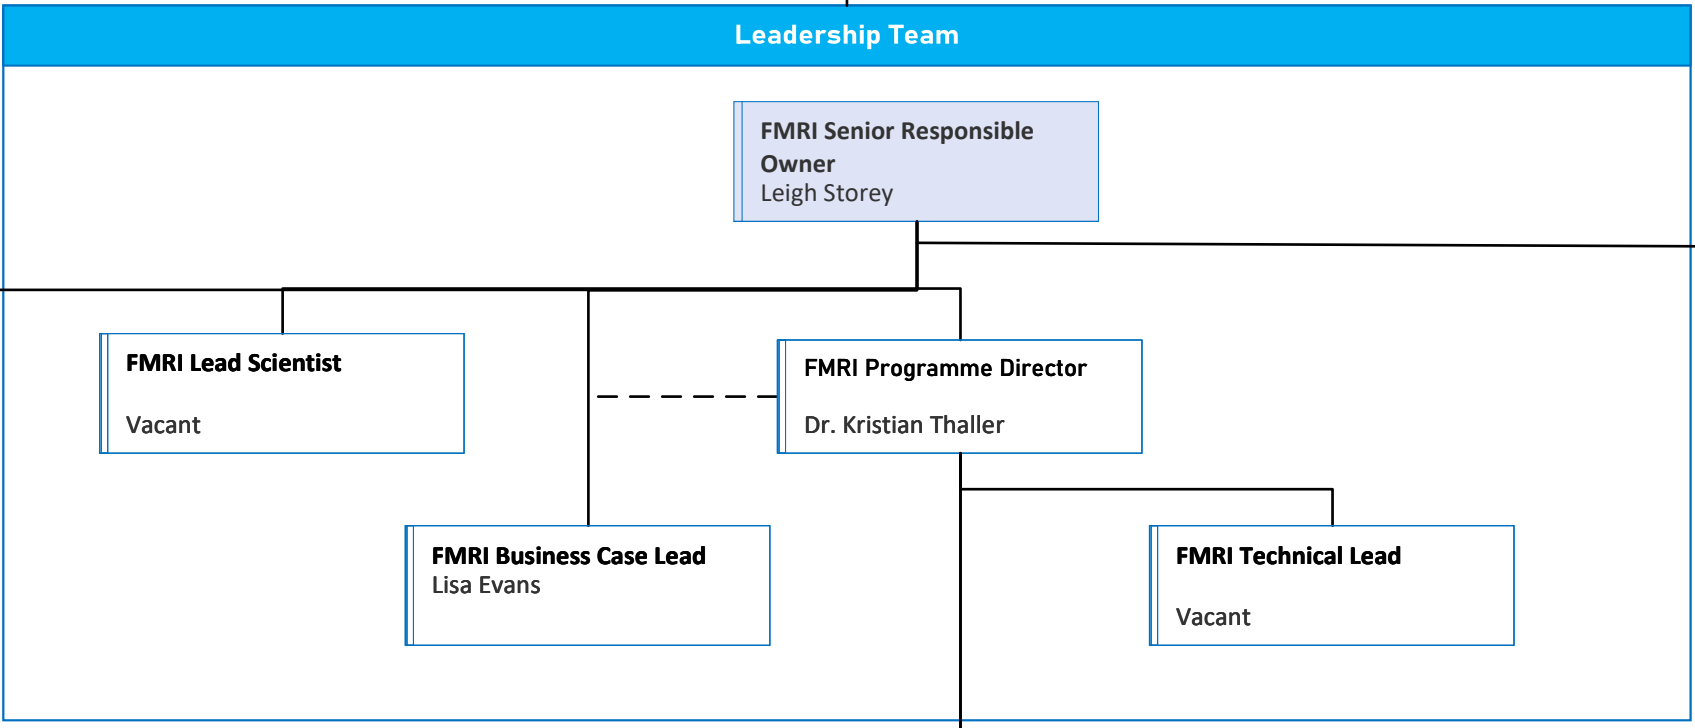 Leadership Team
FMRI Senior Responsible
Owner
Leigh Storey
FMRI Lead Scientist
Vacant
FMRI Programme Director
Dr. Kristian Thaller
FMRI Business Case Lead
Lisa Evans
FMRI Technical Lead
Vacant